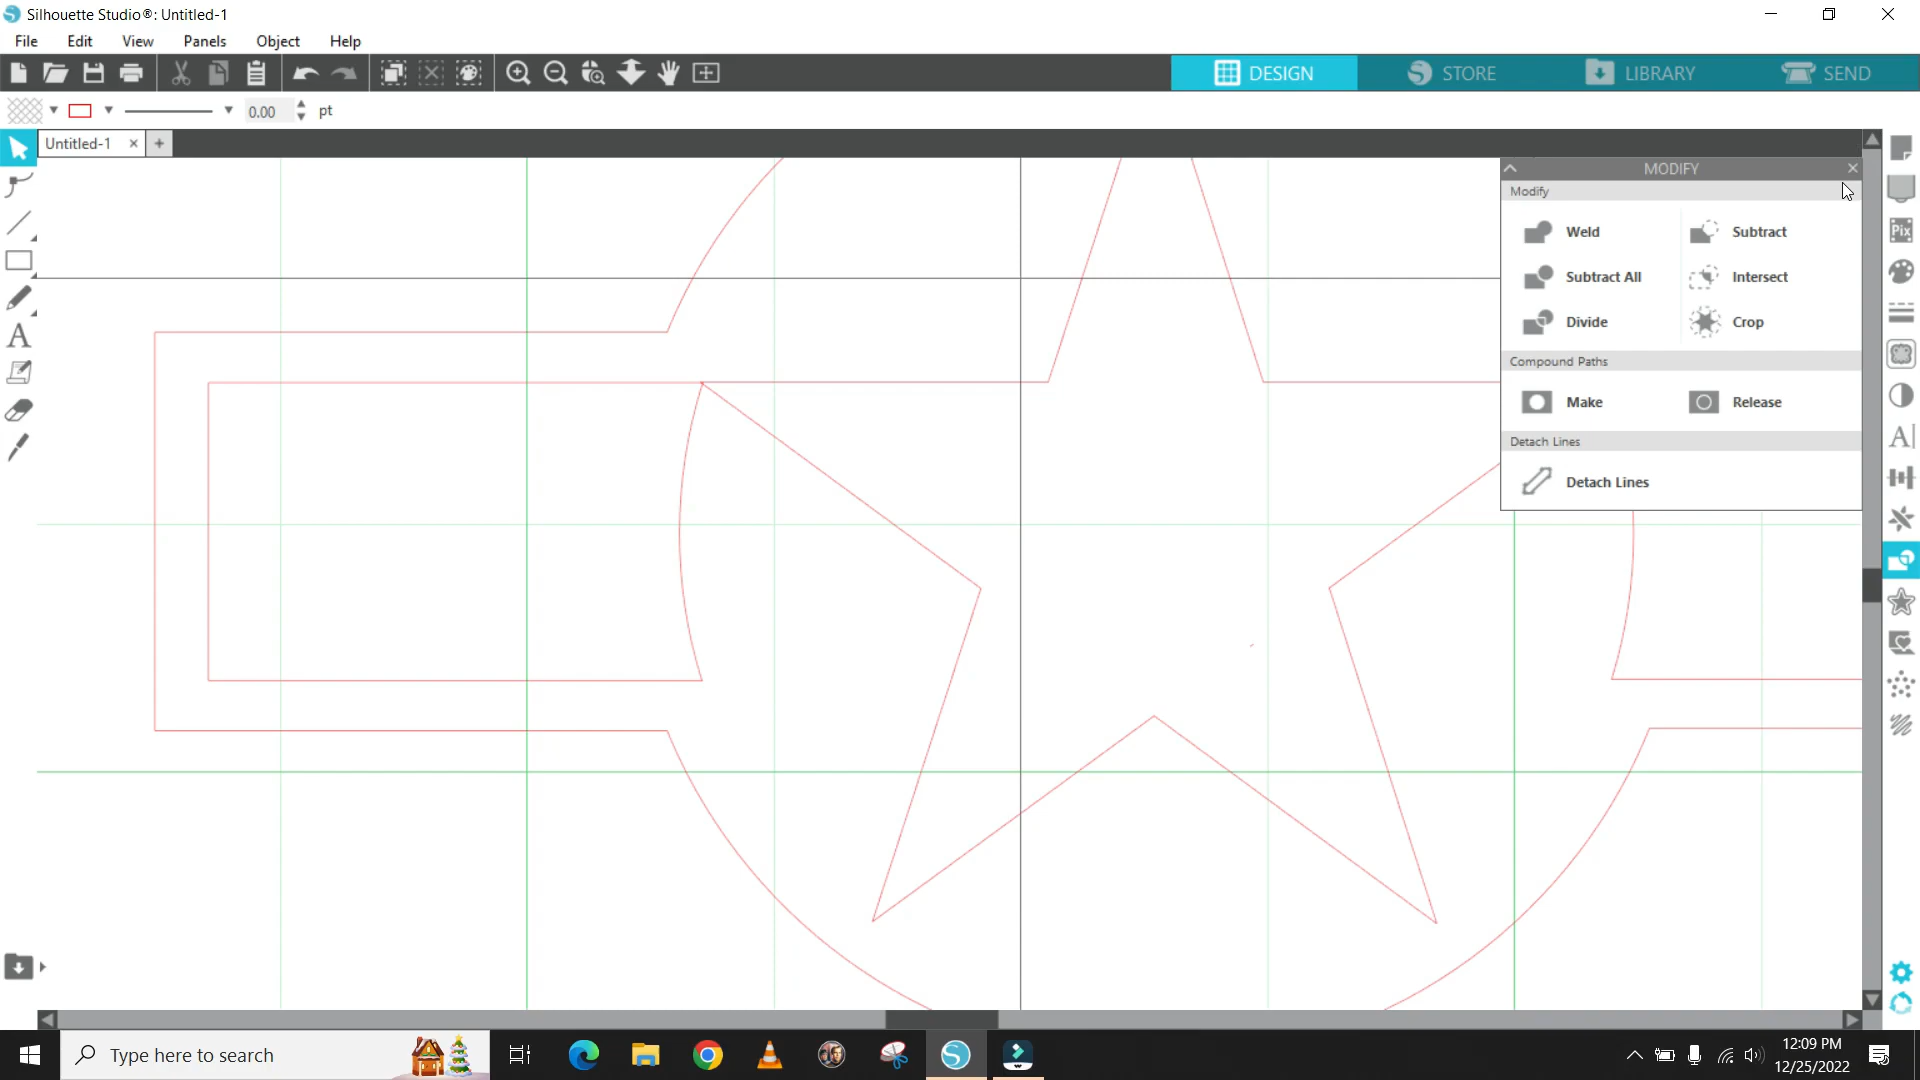 Silhouette Studio®: Untitled-1
File Edit View Panels Object Help
DESIGN STORE LIBRARY SEND
0.00 pt
Untitled-1
MODIFY
Modify
Weld Subtract
Subtract All Intersect
Divide Crop
Compound Paths
Make Release
Detach Lines
Detach Lines
Pix
A
A
Type here to search
12:09 PM
12/25/2022